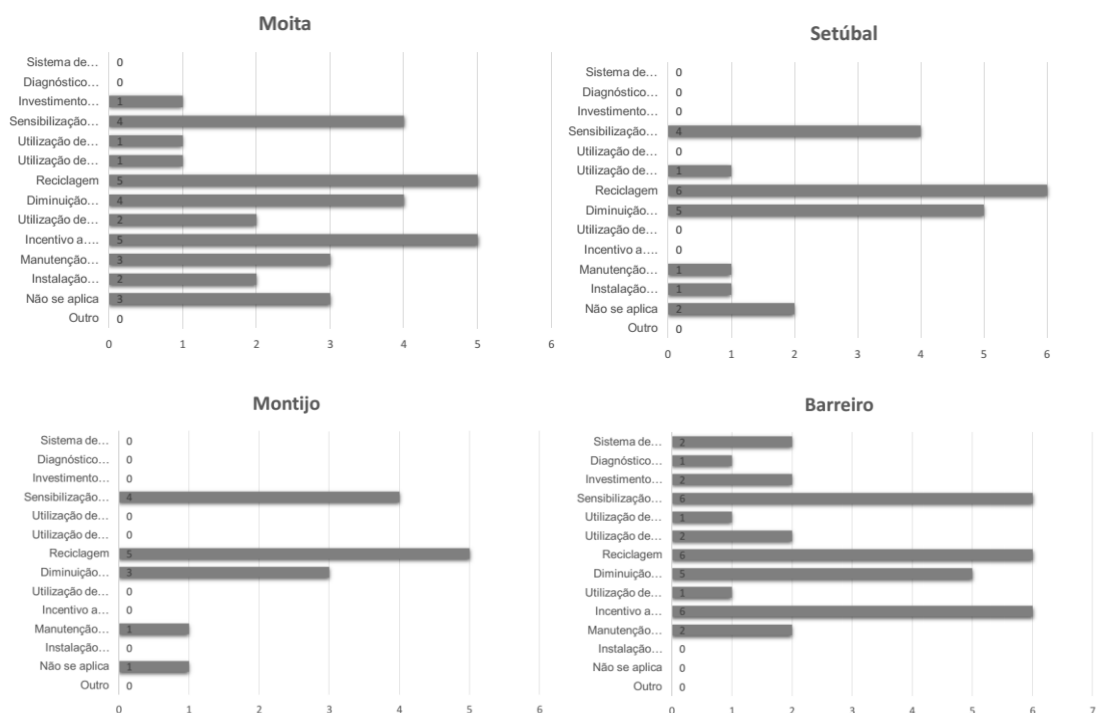 Moita
Sistema de... 0
Diagnóstico ... 0
Investimento... 1
Sensibilização... 4
Utilização de... 1
Utilização de... 1
Reciclagem 5
Diminuição... 4
Utilização de... 2
Incentivo a.... 5
Manutenção... 3
Instalação... 2
Não se aplica 3
Outro 0
0 1 2 3 4 5 6
Setúbal
Sistema de... 0
Diagnóstico... 0
Investimento... 0
Sensibilização... 4
Utilização de... 0
Utilização de... 1
Reciclagem 6
Diminuição... 5
Utilização de... 0
Incentivo a.... 0
Manutenção... 1
Instalação... 1
Não se aplica 2
Outro 0
0 1 2 3 4 5 6
Montijo
Sistema de... 0
Diagnóstico... 0
Investimento... 0
Sensibilização... 4
Utilização de... 0
Utilização de... 0
Reciclagem 5
Diminuição... 3
Utilização de... 0
Incentivo a... 0
Manutenção... 1
Instalação... 0
Não se aplica 1
Outro 0
0 1 2 3 4 5 6
Barreiro
Sistema de... 2
Diagnóstico... 1
Investimento... 2
Sensibilização... 6
Utilização de... 1
Utilização de... 2
Reciclagem 6
Diminuição... 5
Utilização de... 1
Incentivo a... 6
Manutenção... 2
Instalação... 0
Não se aplica 0
Outro 0
0 1 2 3 4 5 6 7